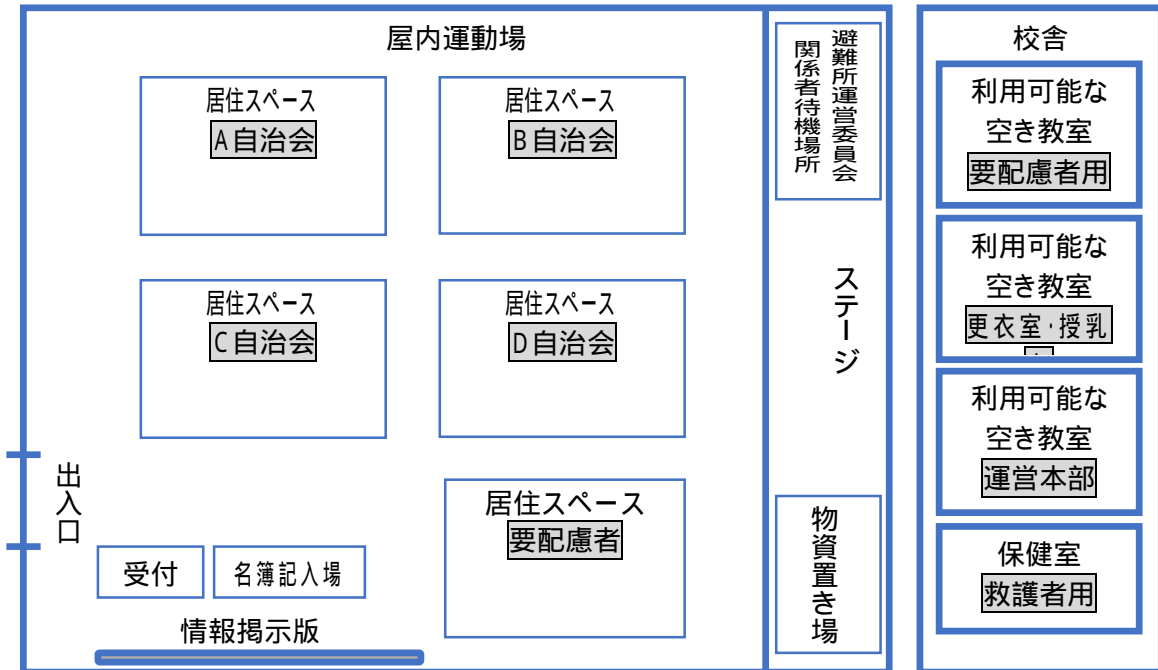 屋内運動場
居住スペース
A自治会
居住スペース
B自治会
居住スペース
C自治会
居住スペース
D自治会
居住スペース
要配慮者
出入口
受付
名簿記入場
情報掲示版
避難所運営委員会
関係者待機場所
ステージ
物資置き場
校舎
利用可能な
空き教室
要配慮者用
利用可能な
空き教室
更衣室・授乳
利用可能な
空き教室
運営本部
保健室
救護者用